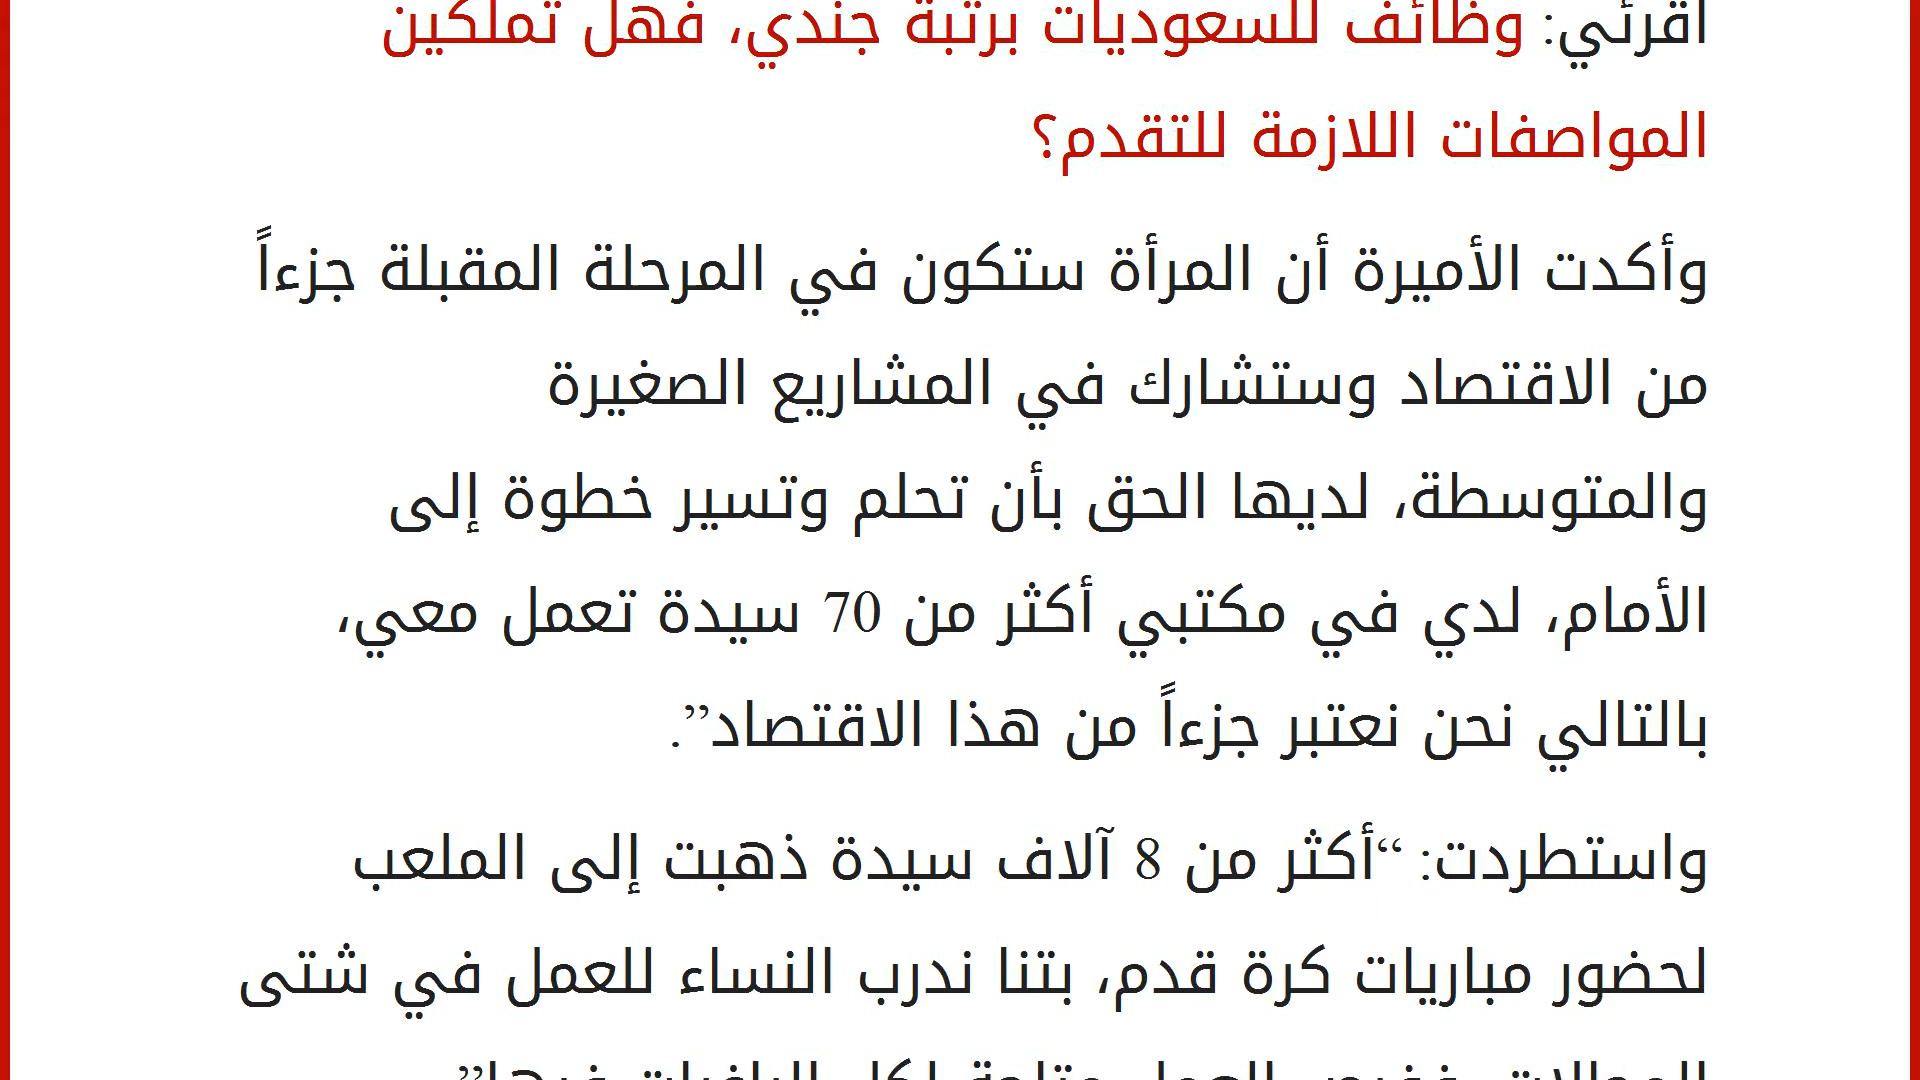 اقرئي: وظائف للسعوديات برتبة جندي، فهل تملكين
المواصفات اللازمة للتقدم؟
وأكدت الأميرة أن المرأة ستكون في المرحلة المقبلة جزءاً
من الاقتصاد وستشارك في المشاريع الصغيرة
والمتوسطة، لديها الحق بأن تحلم وتسير خطوة إلى
الأمام، لدي في مكتبي أكثر من 70 سيدة تعمل معي،
بالتالي نحن نعتبر جزءاً من هذا الاقتصاد”.
واستطردت: “أكثر من 8 آلاف سيدة ذهبت إلى الملعب
لحضور مباريات كرة قدم، بتنا ندرب النساء للعمل في شتى